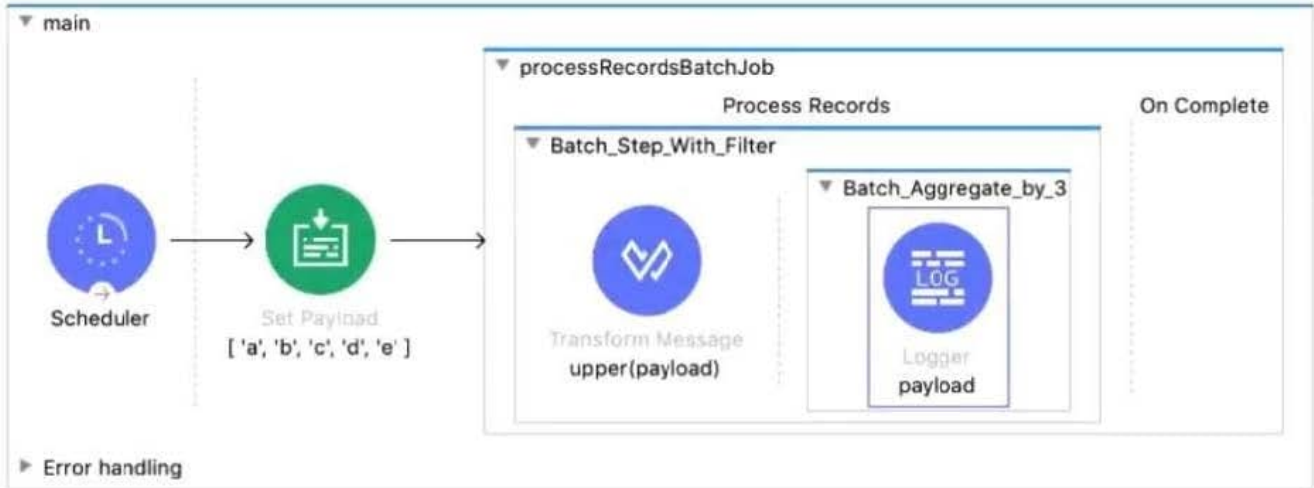 main
processRecordsBatchJob
Process Records
On Complete
Batch_Step_With_Filter
Batch_Aggregate_by_3
LOG
Scheduler
Set Payload
[ 'a', 'b', 'c', 'd', 'e' ]
Transform Message
upper(payload)
Logger
payload
Error handling